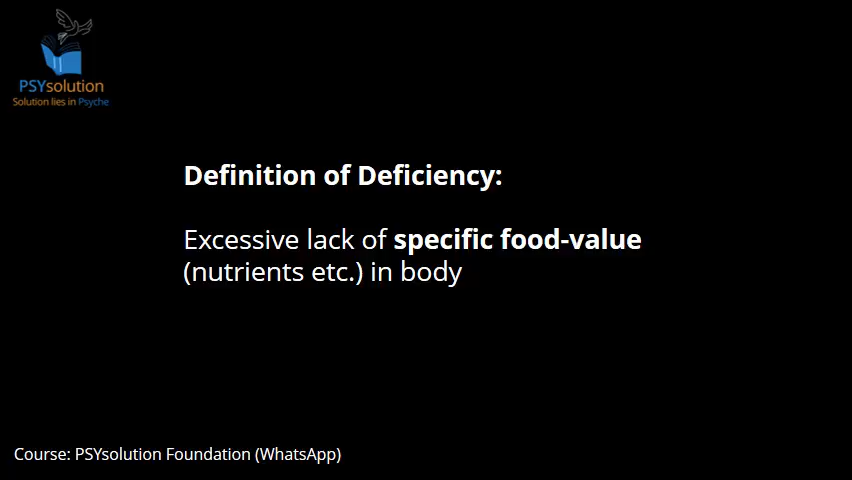 PSYsolution
Solution lies in Psyche
Definition of Deficiency:
Excessive lack of specific food-value
(nutrients etc.) in body
Course: PSYsolution Foundation (WhatsApp)